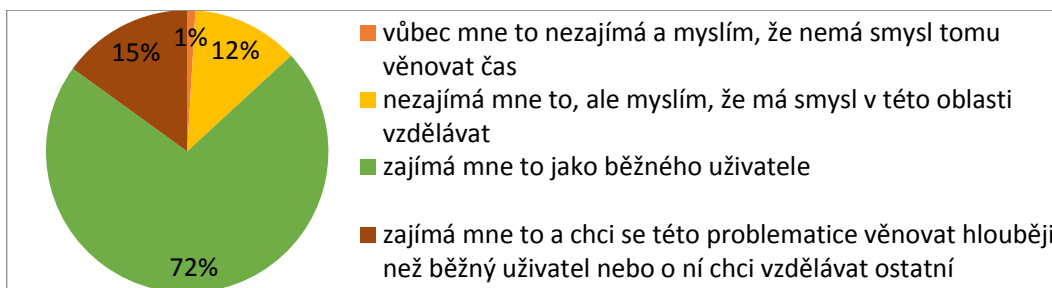 1%
12%
15%
72%
vůbec mne to nezajímá a myslím, že nemá smysl tomu
věnovat čas
nezajímá mne to, ale myslím, že má smysl v této oblasti
vzdělávat
zajímá mne to jako běžného uživatele
zajímá mne to a chci se této problematice věnovat hlouběji
než běžný uživatel nebo o ní chci vzdělávat ostatní